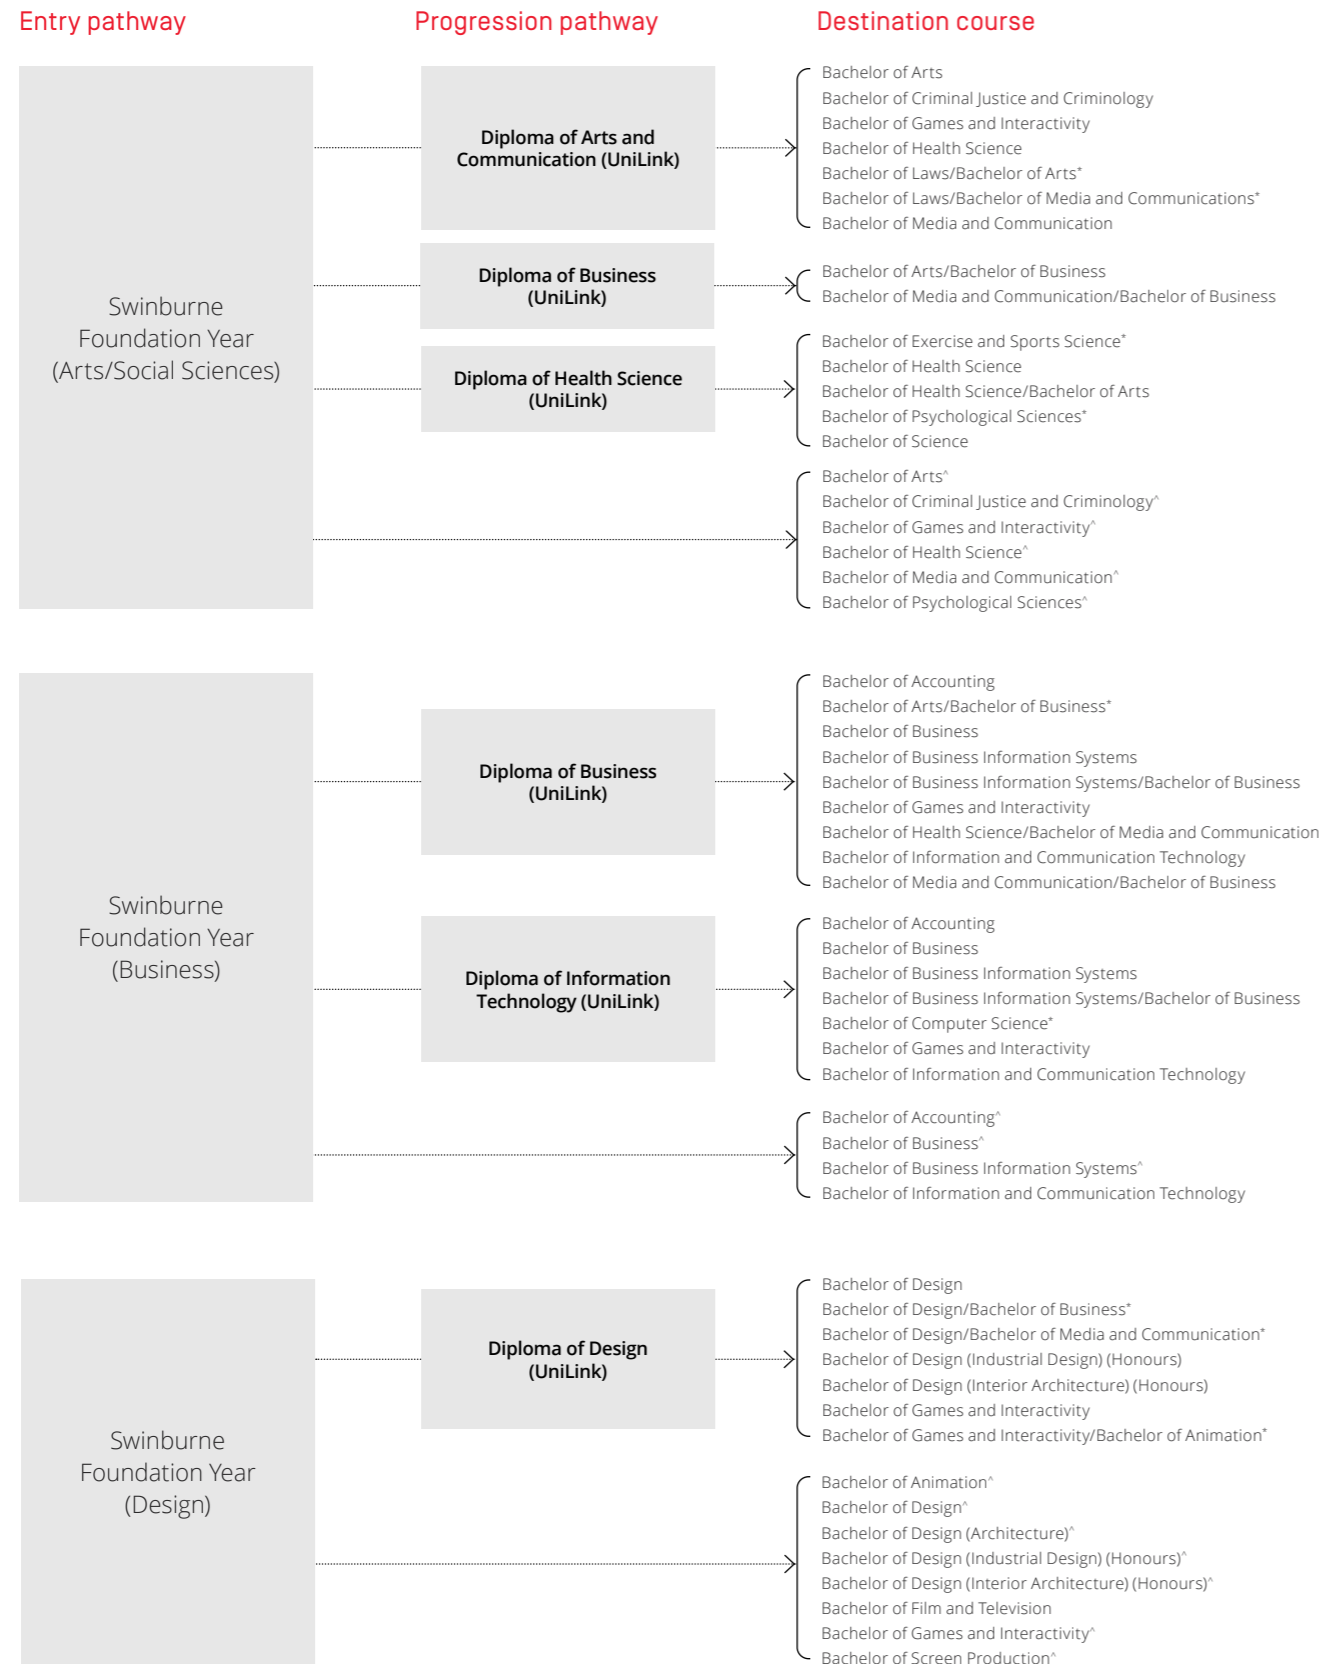 Entry pathway
Progression pathway
Destination course
Swinburne
Foundation Year
(Arts/Social Sciences)
Diploma of Arts and
Communication (UniLink)
Bachelor of Arts
Bachelor of Criminal Justice and Criminology
Bachelor of Games and Interactivity
Bachelor of Health Science
Bachelor of Laws/Bachelor of Arts*
Bachelor of Laws/Bachelor of Media and Communications*
Bachelor of Media and Communication
Diploma of Business
(UniLink)
Bachelor of Arts/Bachelor of Business
Bachelor of Media and Communication/Bachelor of Business
Diploma of Health Science
(UniLink)
Bachelor of Exercise and Sports Science*
Bachelor of Health Science
Bachelor of Health Science/Bachelor of Arts
Bachelor of Psychological Sciences*
Bachelor of Science
Bachelor of Arts^
Bachelor of Criminal Justice and Criminology^
Bachelor of Games and Interactivity^
Bachelor of Health Science^
Bachelor of Media and Communication^
Bachelor of Psychological Sciences^
Swinburne
Foundation Year
(Business)
Diploma of Business
(UniLink)
Bachelor of Accounting
Bachelor of Arts/Bachelor of Business*
Bachelor of Business
Bachelor of Business Information Systems
Bachelor of Business Information Systems/Bachelor of Business
Bachelor of Games and Interactivity
Bachelor of Health Science/Bachelor of Media and Communication
Bachelor of Information and Communication Technology
Bachelor of Media and Communication/Bachelor of Business
Diploma of Information
Technology (UniLink)
Bachelor of Accounting
Bachelor of Business
Bachelor of Business Information Systems
Bachelor of Business Information Systems/Bachelor of Business
Bachelor of Computer Science*
Bachelor of Games and Interactivity
Bachelor of Information and Communication Technology
Bachelor of Accounting^
Bachelor of Business^
Bachelor of Business Information Systems^
Bachelor of Information and Communication Technology
Swinburne
Foundation Year
(Design)
Diploma of Design
(UniLink)
Bachelor of Design
Bachelor of Design/Bachelor of Business*
Bachelor of Design/Bachelor of Media and Communication*
Bachelor of Design (Industrial Design) (Honours)
Bachelor of Design (Interior Architecture) (Honours)
Bachelor of Games and Interactivity
Bachelor of Games and Interactivity/Bachelor of Animation*
Bachelor of Animation^
Bachelor of Design^
Bachelor of Design (Architecture)^
Bachelor of Design (Industrial Design) (Honours)^
Bachelor of Design (Interior Architecture) (Honours)^
Bachelor of Film and Television
Bachelor of Games and Interactivity^
Bachelor of Screen Production^